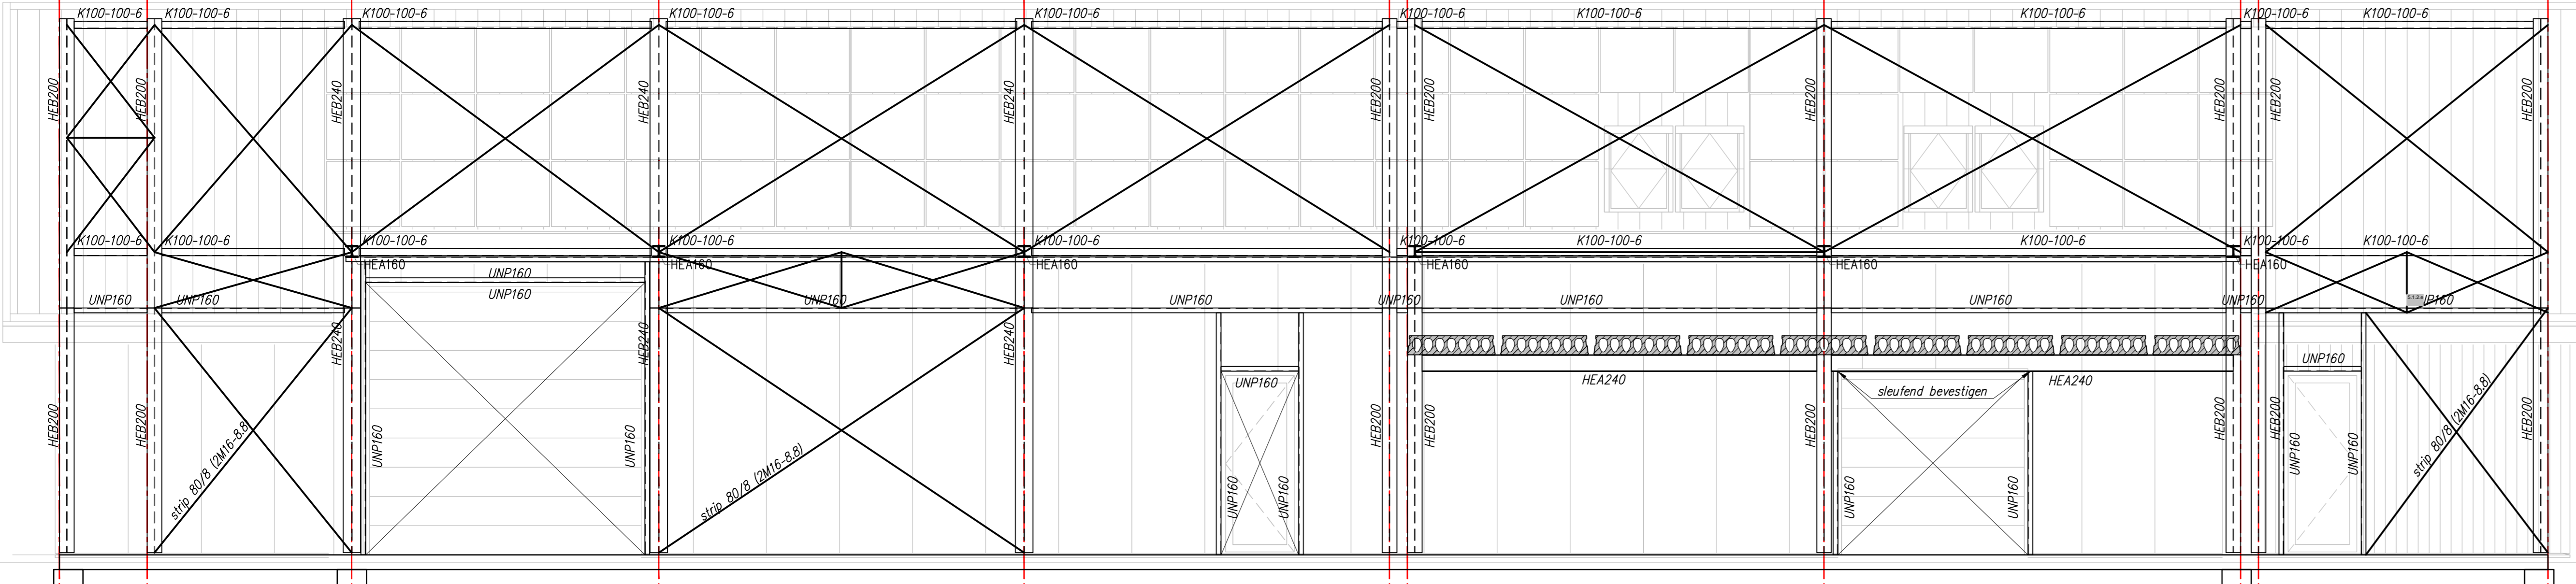 K100-100-6 K100-100-6 K100-100-6 K100-100-6 K100-100-6 K100-100-6 K100-100-6 K100-100-6 K100-100-6 K100-100-6
HEB200 HEB200 HEB240 HEB240 HEB240 HEB200 HEB200 HEB200 HEB200 HEB200 HEB200
K100-100-6 K100-100-6 K100-100-6 K100-100-6 K100-100-6 K100-100-6 K100-100-6 K100-100-6 K100-100-6 K100-100-6
HEA160 HEA160 HEA160 HEA160 HEA160 HEA160
UNP160
UNP160
UNP160 UNP160 UNP160 UNP160 UNP160 UNP160 UNP160 UNP160 5.1.2.a IP160
HEB240 HEB240 HEB240
UNP160
UNP160 HEA240 HEA240
sleufend bevestigen
HEB200 HEB200 HEB200 HEB200 HEB200 HEB200 HEB200 HEB200
UNP160 UNP160 UNP160 UNP160
strip 80/8 (2M16-8.8) strip 80/8 (2M16-8.8) strip 80/8 (2M16-8.8)
UNP160 UNP160 UNP160 UNP160